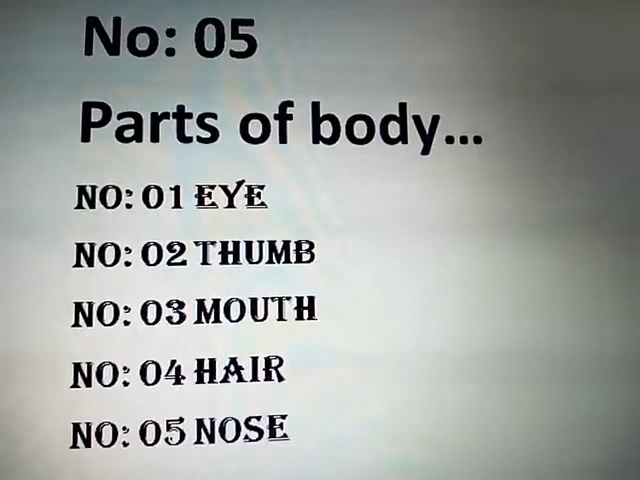 No: 05
Parts of body...
NO: 01 EYE
NO: 02 THUMB
NO: 03 MOUTH
NO: 04 HAIR
NO: 05 NOSE